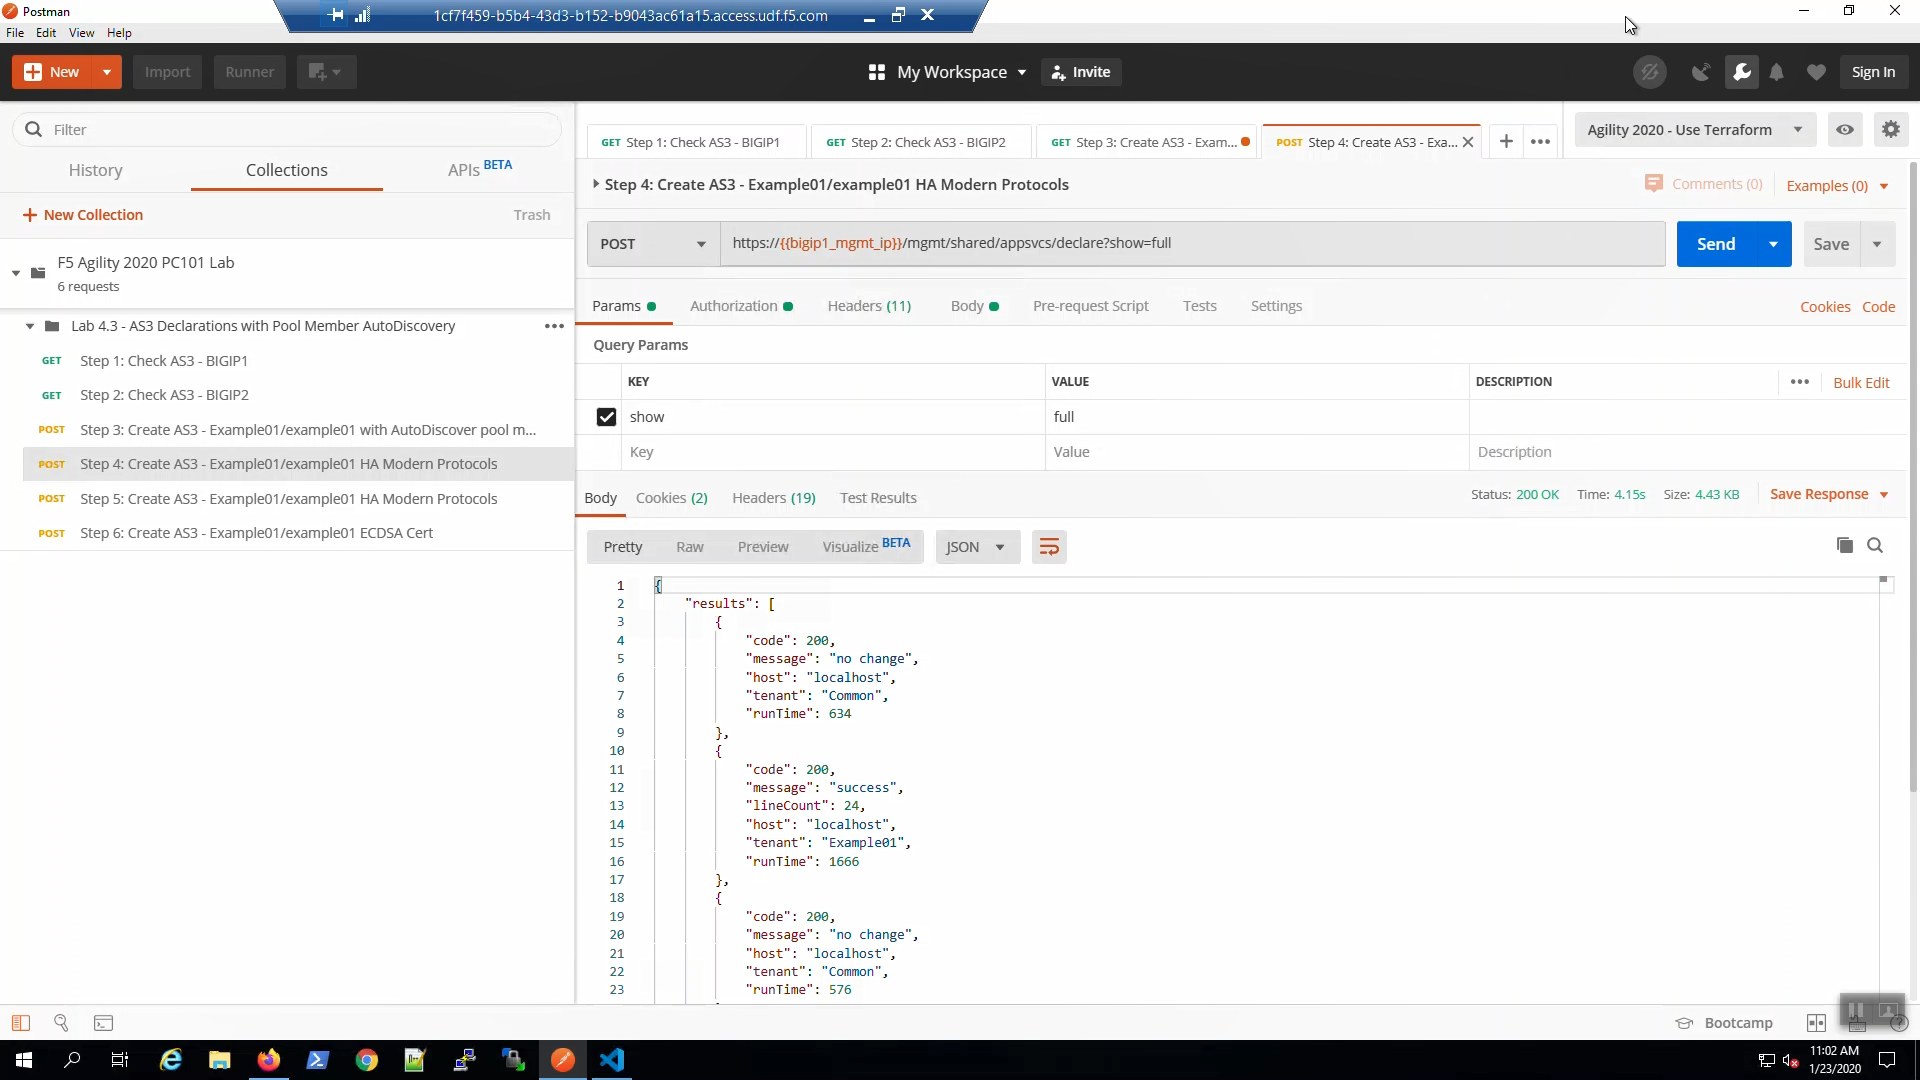 Postman
1cf7f459-b5b4-43d3-b152-b9043ac61a15.access.udf.f5.com
File Edit View Help
New Import Runner My Workspace Invite Sign In
Filter
History Collections APIs BETA
New Collection Trash
F5 Agility 2020 PC101 Lab
6 requests
Lab 4.3 - AS3 Declarations with Pool Member AutoDiscovery
GET Step 1: Check AS3 - BIGIP1
GET Step 2: Check AS3 - BIGIP2
POST Step 3: Create AS3 - Example01/example01 with AutoDiscover pool m...
POST Step 4: Create AS3 - Example01/example01 HA Modern Protocols
POST Step 5: Create AS3 - Example01/example01 HA Modern Protocols
POST Step 6: Create AS3 - Example01/example01 ECDSA Cert
GET Step 1: Check AS3 - BIGIP1 GET Step 2: Check AS3 - BIGIP2 GET Step 3: Create AS3 - Exam... POST Step 4: Create AS3 - Exa... Agility 2020 - Use Terraform
Step 4: Create AS3 - Example01/example01 HA Modern Protocols Comments (0) Examples (0)
POST https://{{bigip1_mgmt_ip}}/mgmt/shared/appsvcs/declare?show=full Send Save
Params Authorization Headers (11) Body Pre-request Script Tests Settings Cookies Code
Query Params
KEY VALUE DESCRIPTION Bulk Edit
show full
Key Value Description
Body Cookies (2) Headers (19) Test Results Status: 200 OK Time: 4.15s Size: 4.43 KB Save Response
Pretty Raw Preview Visualize BETA JSON
1 {
2 "results": [
3 {
4 "code": 200,
5 "message": "no change",
6 "host": "localhost",
7 "tenant": "Common",
8 "runTime": 634
9 },
10 {
11 "code": 200,
12 "message": "success",
13 "lineCount": 24,
14 "host": "localhost",
15 "tenant": "Example01",
16 "runTime": 1666
17 },
18 {
19 "code": 200,
20 "message": "no change",
21 "host": "localhost",
22 "tenant": "Common",
23 "runTime": 576
Bootcamp
11:02 AM
1/23/2020